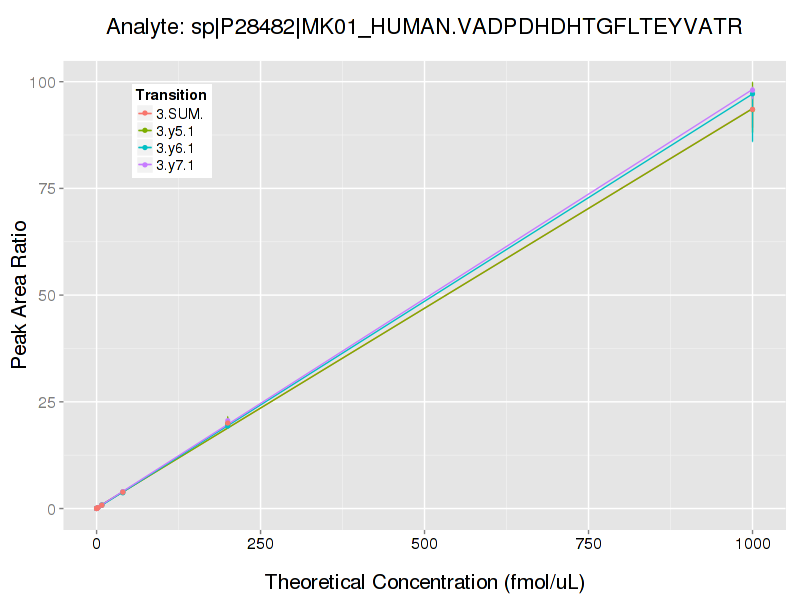 Analyte: sp|P28482|MK01_HUMAN.VADPDHDHTGFLTEYVATR
Transition
3.SUM.
3.y5.1
3.y6.1
3.y7.1
100
75
50
25
0
Peak Area Ratio
0 250 500 750 1000
Theoretical Concentration (fmol/uL)